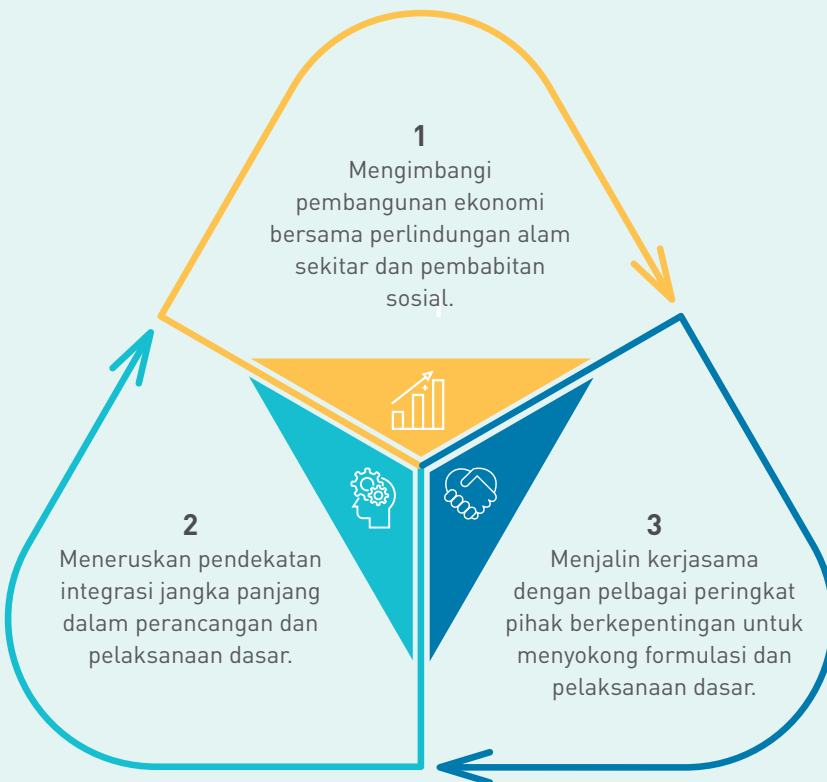 1
Mengimbangi
pembangunan ekonomi
bersama perlindungan alam
sekitar dan pembabitan
sosial.
2
Meneruskan pendekatan
integrasi jangka panjang
dalam perancangan dan
pelaksanaan dasar.
3
Menjalin kerjasama
dengan pelbagai peringkat
pihak berkepentingan untuk
menyokong formulasi dan
pelaksanaan dasar.